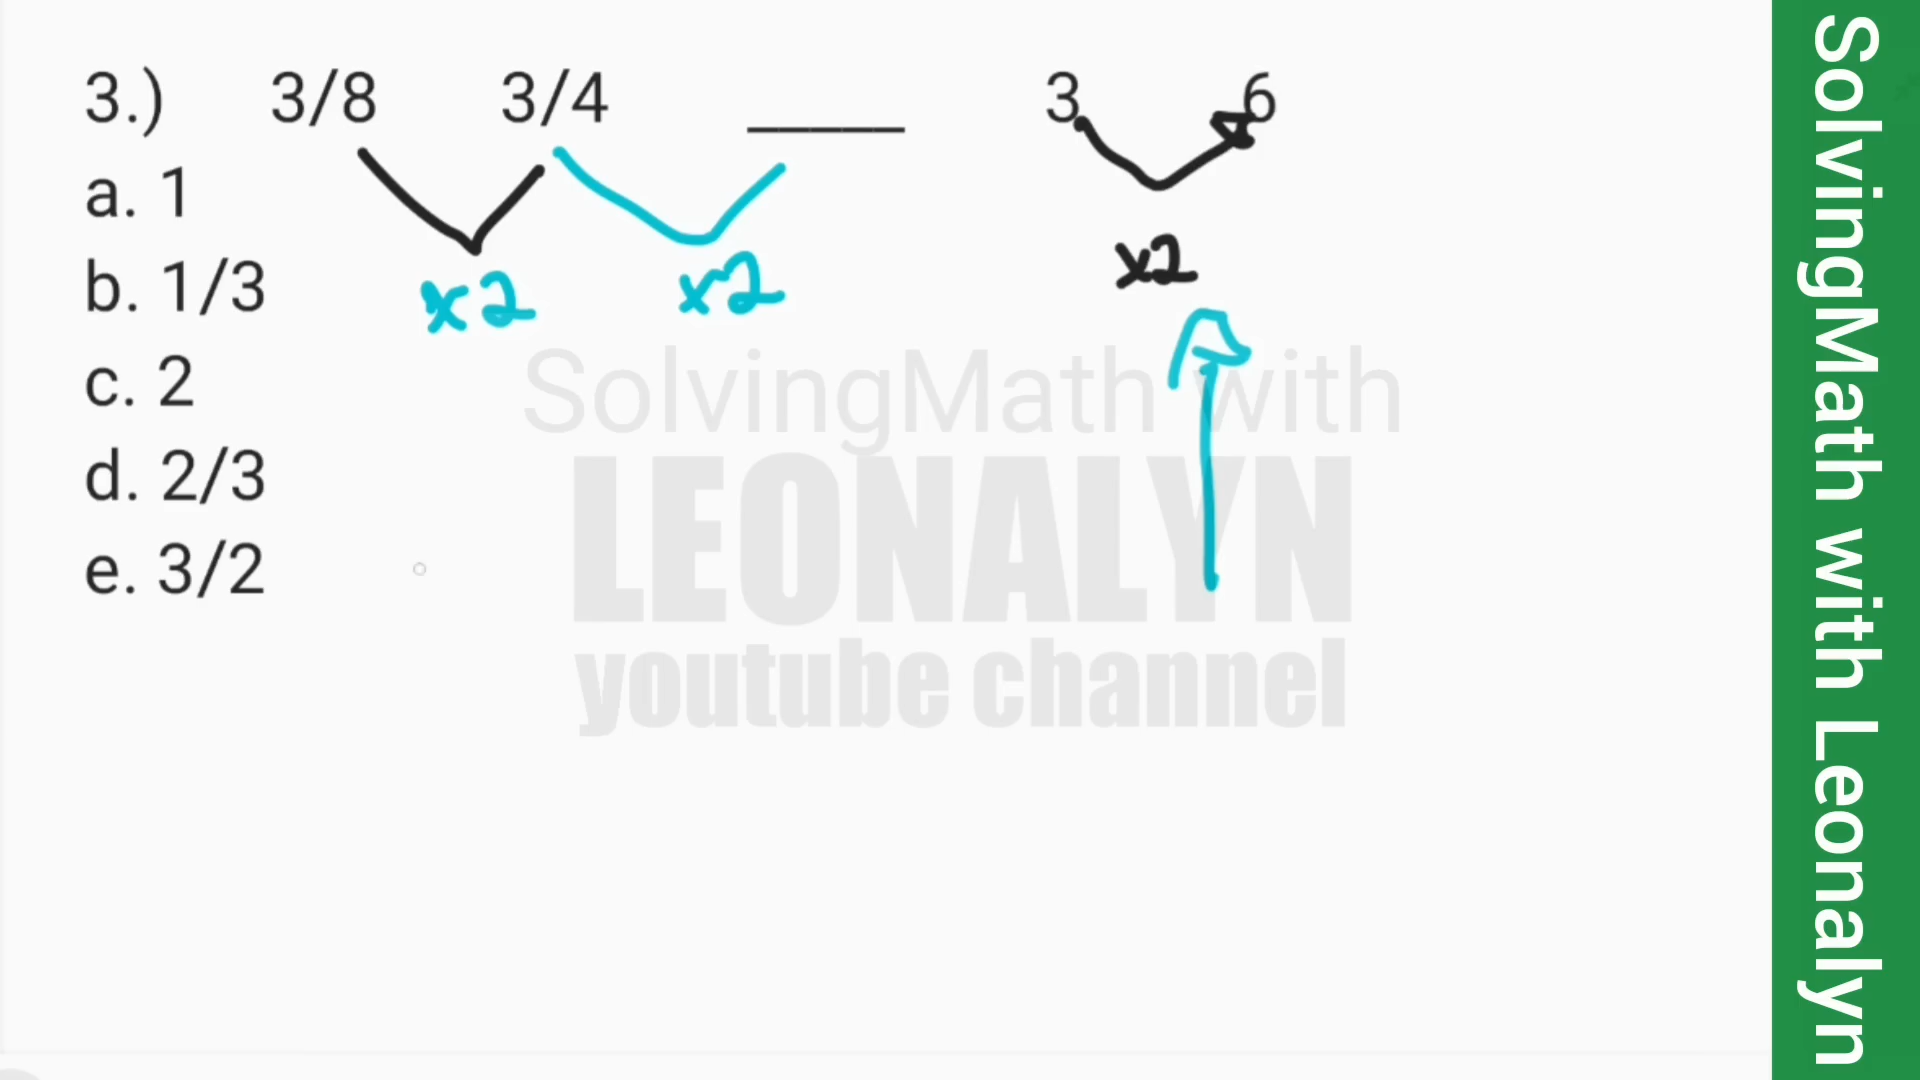 3.) 3/8 3/4 _____ 3 6
a. 1
b. 1/3
x2 x2 x2
c. 2
d. 2/3
e. 3/2
SolvingMath with
LEONALYN
youtube channel
SolvingMath with Leonalyn